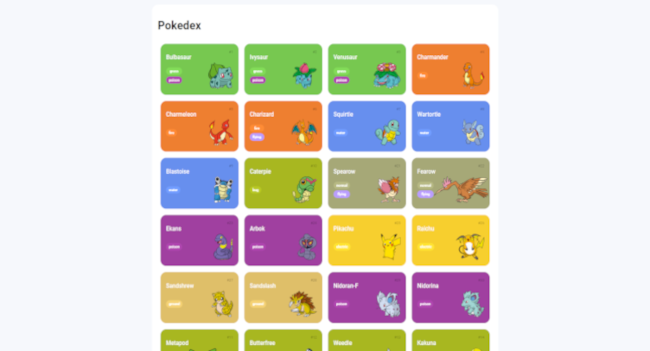 Pokedex
Bulbasaur
grass
poison
Ivysaur
grass
poison
Venusaur
grass
poison
Charmander
fire
Charmeleon
fire
Charizard
fire
flying
Squirtle
water
Wartortle
water
Blastoise
water
Caterpie
bug
Spearow
normal
flying
Fearow
normal
flying
Ekans
poison
Arbok
poison
Pikachu
electric
Raichu
electric
Sandshrew
ground
Sandslash
ground
Nidoran-F
poison
Nidorina
poison
Metapod
Butterfree
Weedle
Kakuna